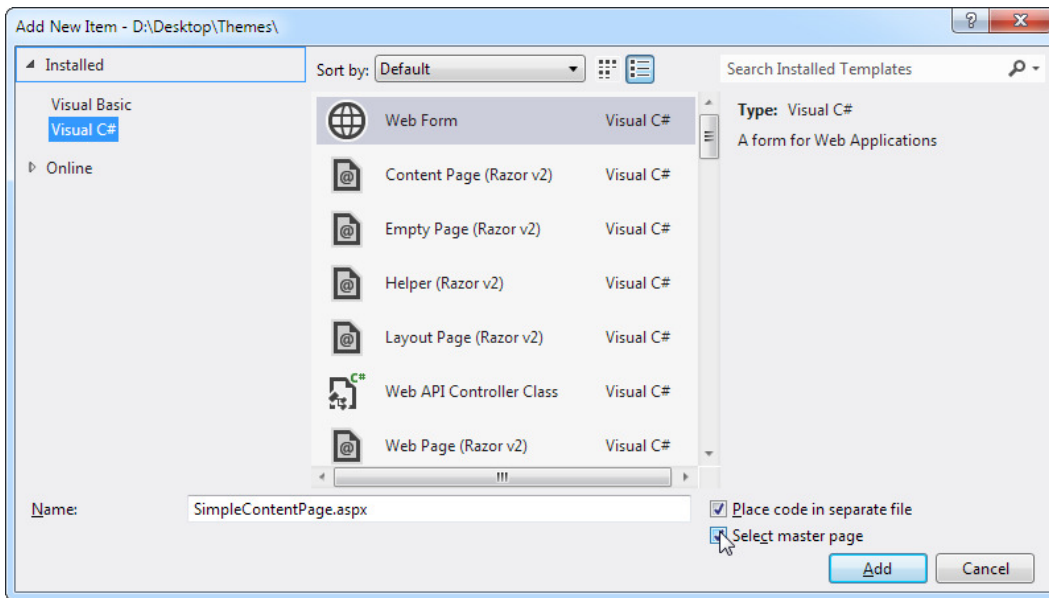 Add New Item - D:\Desktop\Themes\
Installed
Visual Basic
Visual C#
Online
Sort by: Default
Search Installed Templates
Web Form Visual C#
Content Page (Razor v2) Visual C#
Empty Page (Razor v2) Visual C#
Helper (Razor v2) Visual C#
Layout Page (Razor v2) Visual C#
C#
Web API Controller Class Visual C#
Web Page (Razor v2) Visual C#
Type: Visual C#
A form for Web Applications
Name: SimpleContentPage.aspx
Place code in separate file
Select master page
Add Cancel